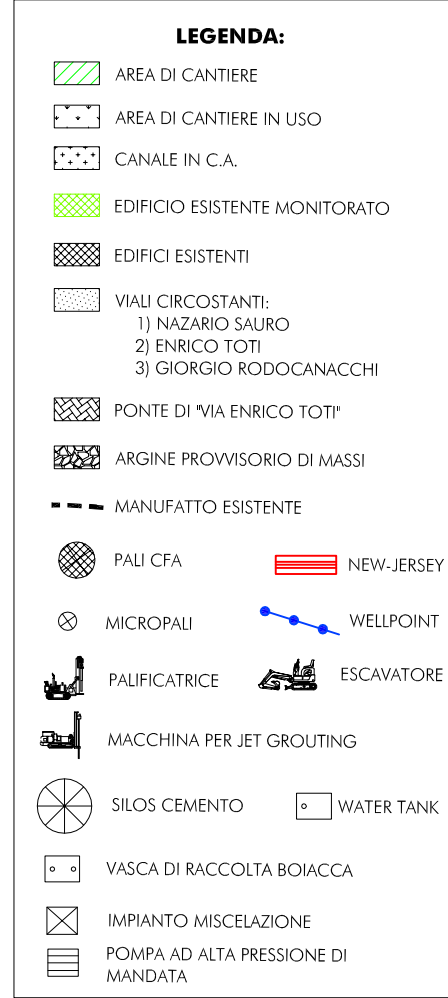 LEGENDA:
AREA DI CANTIERE
AREA DI CANTIERE IN USO
CANALE IN C.A.
EDIFICIO ESISTENTE MONITORATO
EDIFICI ESISTENTI
VIALI CIRCOSTANTI:
1) NAZARIO SAURO
2) ENRICO TOTI
3) GIORGIO RODOCANACCHI
PONTE DI "VIA ENRICO TOTI"
ARGINE PROVVISORIO DI MASSI
MANUFATTO ESISTENTE
PALI CFA
NEW-JERSEY
MICROPALI
WELLPOINT
PALIFICATRICE
ESCAVATORE
MACCHINA PER JET GROUTING
SILOS CEMENTO
WATER TANK
VASCA DI RACCOLTA BOIACCA
IMPIANTO MISCELAZIONE
POMPA AD ALTA PRESSIONE DI
MANDATA